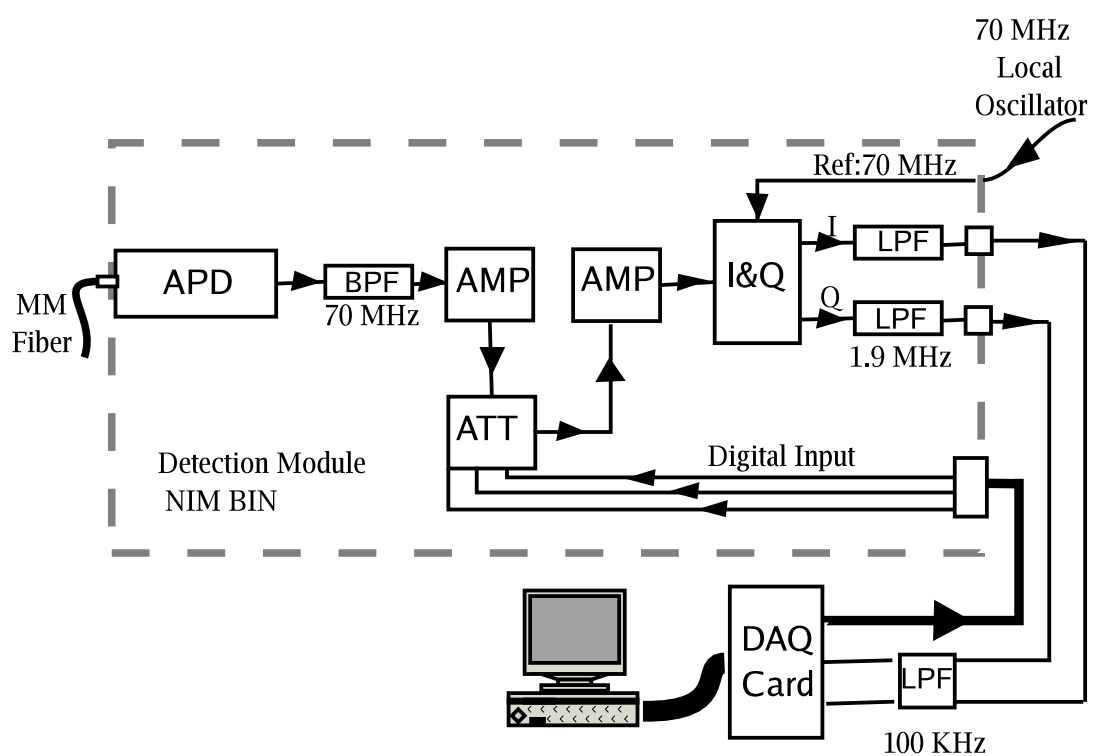 70 MHz
Local
Oscillator
Ref:70 MHz
I
LPF
I&Q
APD
BPF
AMP
AMP
70 MHz
MM
Fiber
Q
LPF
1.9 MHz
ATT
Digital Input
Detection Module
NIM BIN
DAQ
Card
LPF
100 KHz